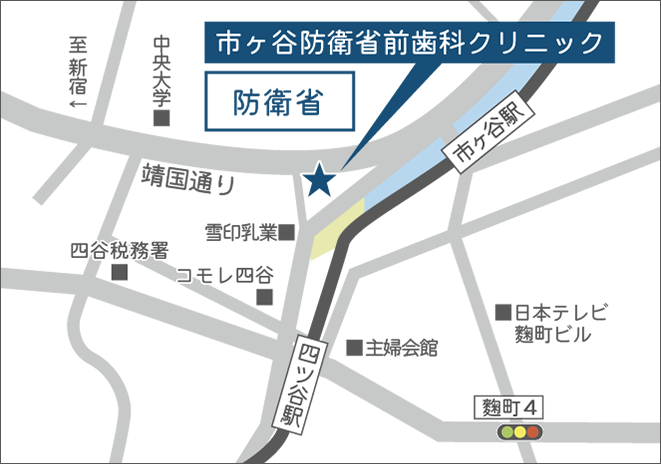 市ヶ谷防衛省前歯科クリニック
至新宿←
中央大学
防衛省
市ヶ谷駅
靖国通り
雪印乳業
四谷税務署
コモレ四谷
日本テレビ
麹町ビル
主婦会館
四ツ谷駅
麹町4